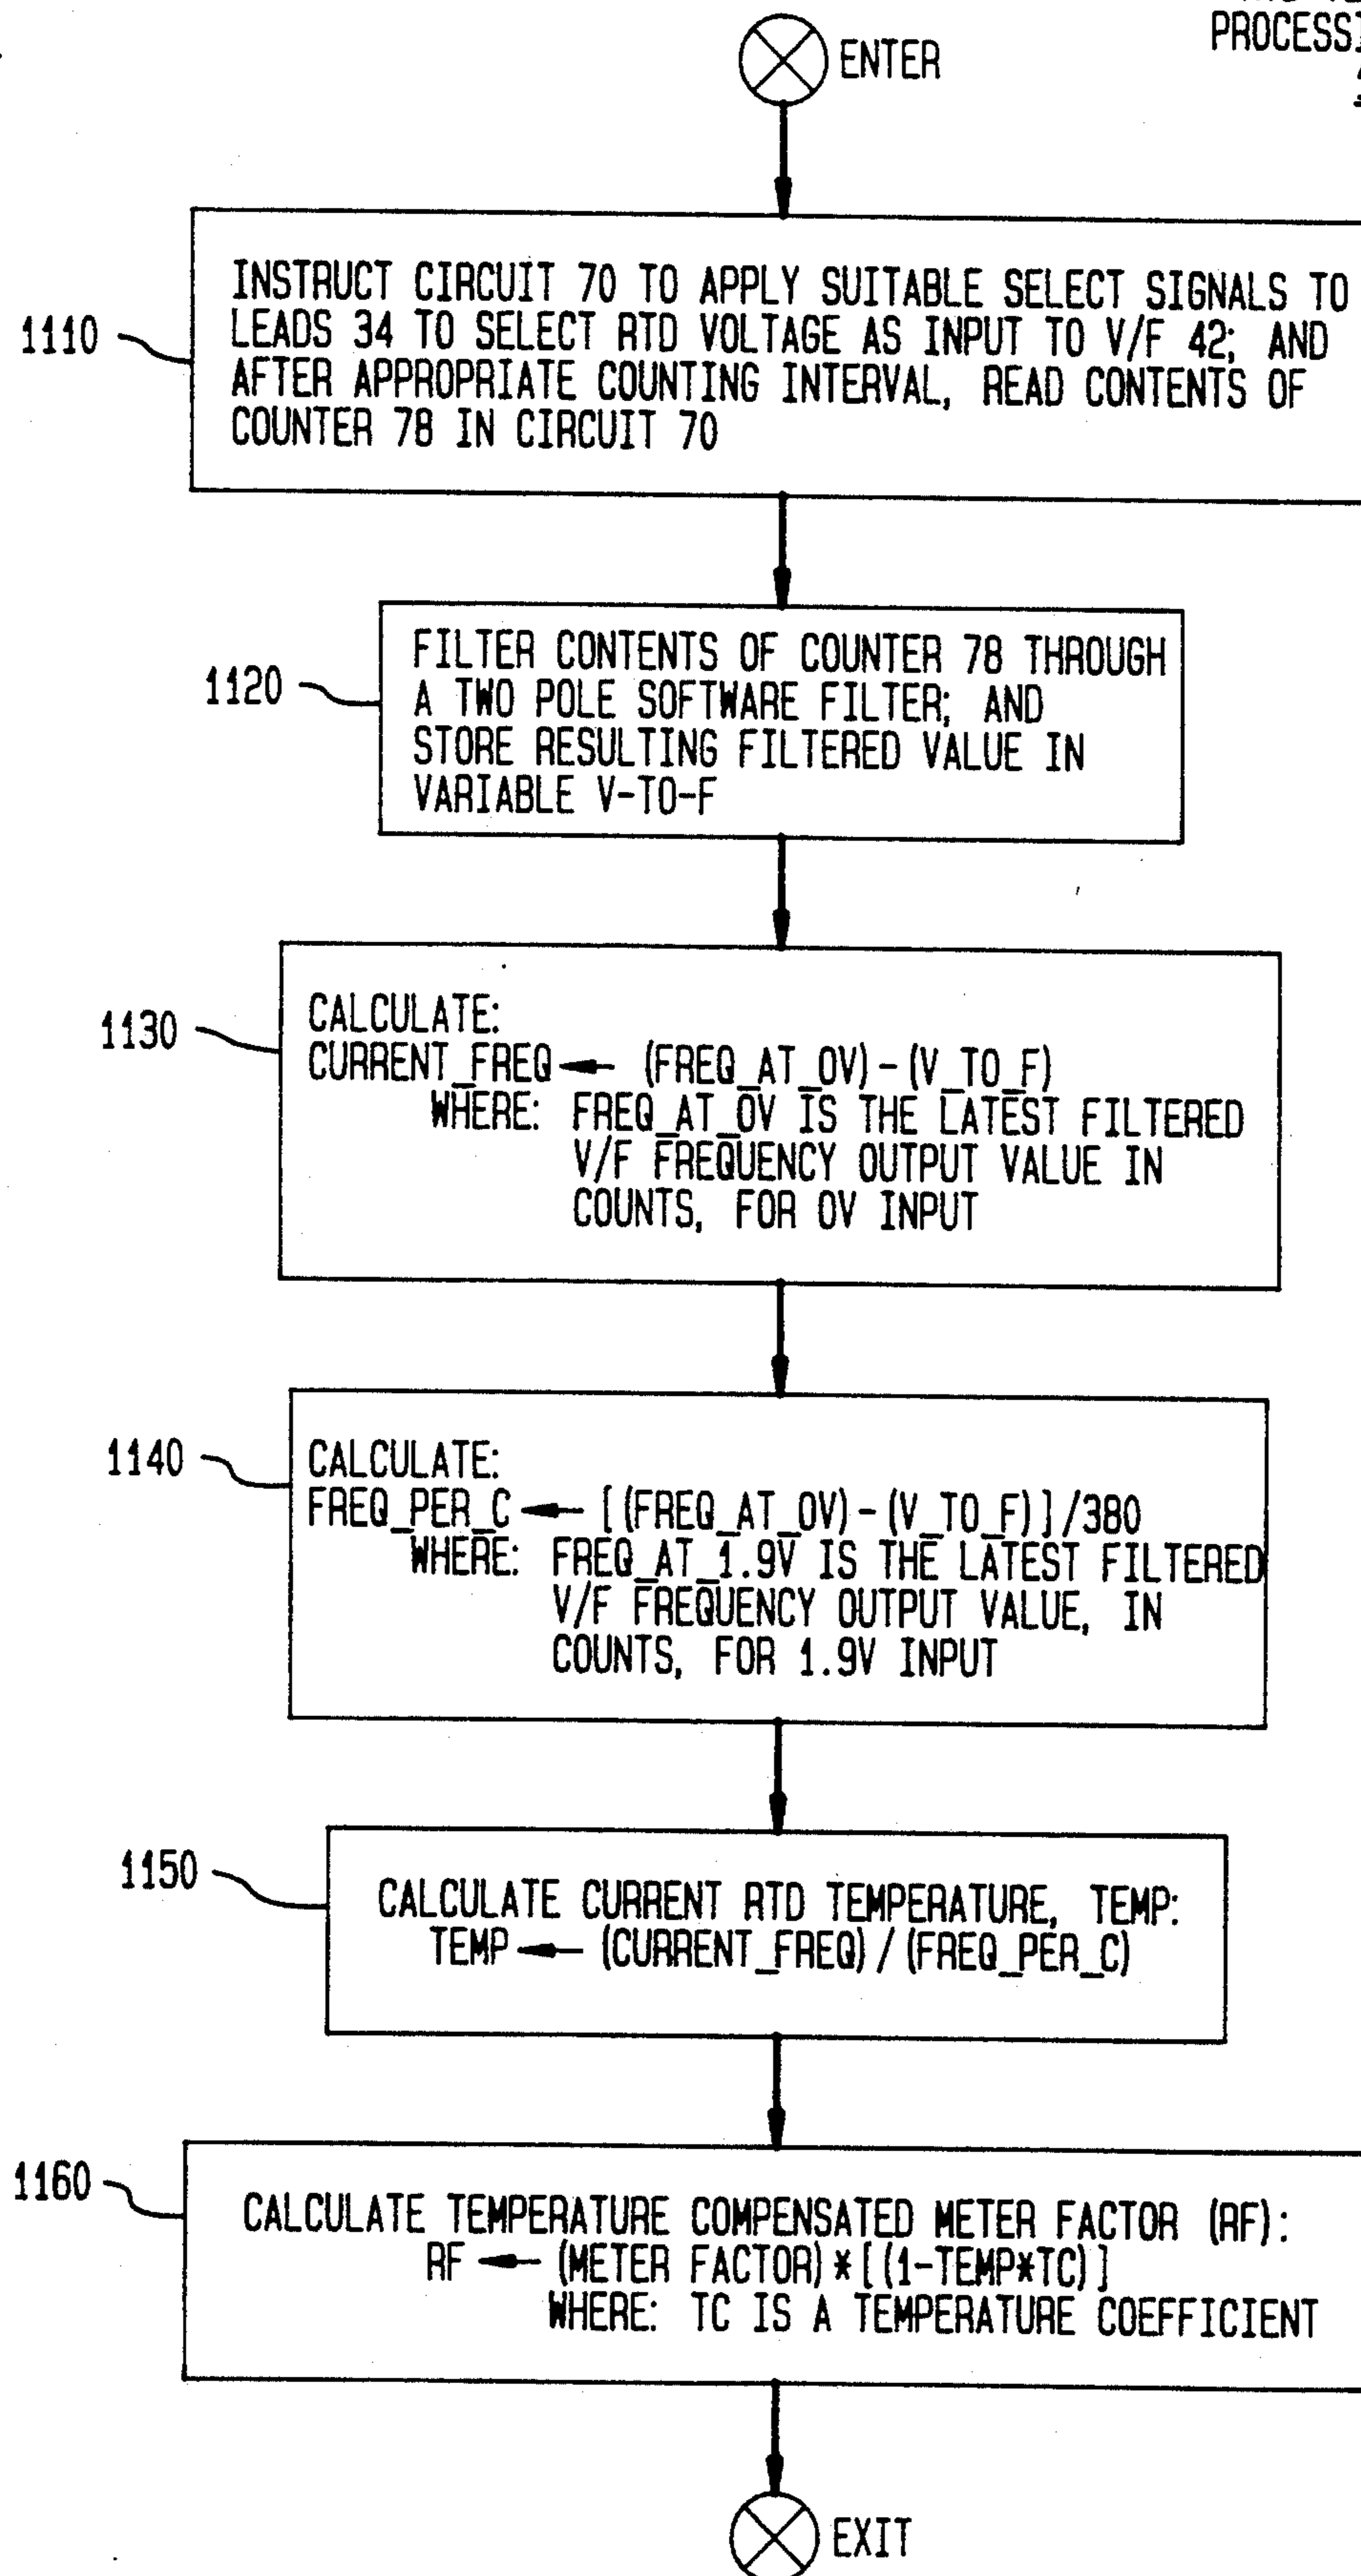 PROCESSI
ENTER
1110
INSTRUCT CIRCUIT 70 TO APPLY SUITABLE SELECT SIGNALS TO
LEADS 34 TO SELECT RTD VOLTAGE AS INPUT TO V/F 42; AND
AFTER APPROPRIATE COUNTING INTERVAL, READ CONTENTS OF
COUNTER 78 IN CIRCUIT 70
1120
FILTER CONTENTS OF COUNTER 78 THROUGH
A TWO POLE SOFTWARE FILTER; AND
STORE RESULTING FILTERED VALUE IN
VARIABLE V-TO-F
1130
CALCULATE:
CURRENT_FREQ ← (FREQ_AT_0V)-(V_TO_F)
WHERE: FREQ_AT_0V IS THE LATEST FILTERED
V/F FREQUENCY OUTPUT VALUE IN
COUNTS, FOR 0V INPUT
1140
CALCULATE:
FREQ_PER_C ← [(FREQ_AT_0V)-(V_TO_F)]/380
WHERE: FREQ_AT_1.9V IS THE LATEST FILTERED
V/F FREQUENCY OUTPUT VALUE, IN
COUNTS, FOR 1.9V INPUT
1150
CALCULATE CURRENT RTD TEMPERATURE, TEMP:
TEMP ← (CURRENT_FREQ)/(FREQ_PER_C)
1160
CALCULATE TEMPERATURE COMPENSATED METER FACTOR (RF):
RF ← (METER FACTOR)*[(1-TEMP*TC)]
WHERE: TC IS A TEMPERATURE COEFFICIENT
EXIT